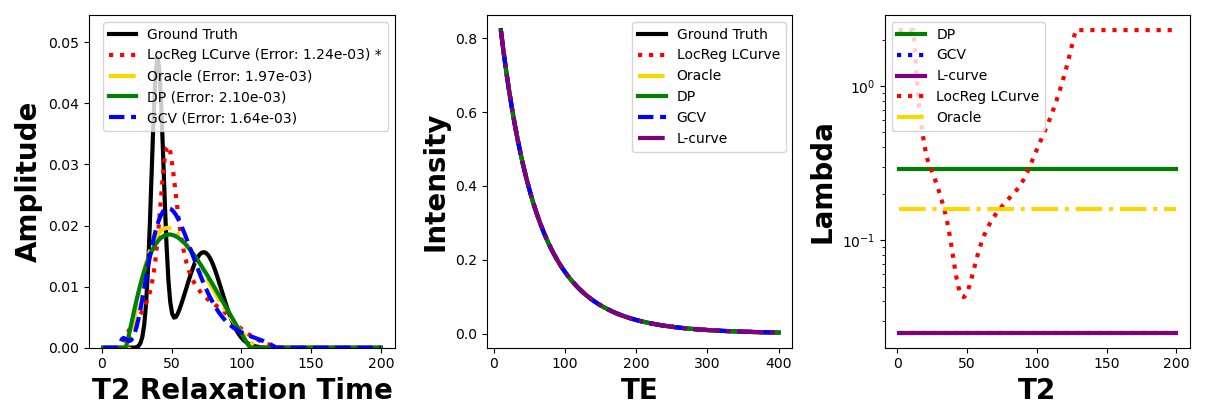 Amplitude
0.05
0.04
0.03
0.02
0.01
0.00
Ground Truth
LocReg LCurve (Error: 1.24e-03) *
Oracle (Error: 1.97e-03)
DP (Error: 2.10e-03)
GCV (Error: 1.64e-03)
0 50 100 150 200
T2 Relaxation Time
Intensity
0.8
0.6
0.4
0.2
0.0
Ground Truth
LocReg LCurve
Oracle
DP
GCV
L-curve
0 100 200 300 400
TE
Lambda
10⁰
10⁻¹
DP
GCV
L-curve
LocReg LCurve
Oracle
0 50 100 150 200
T2